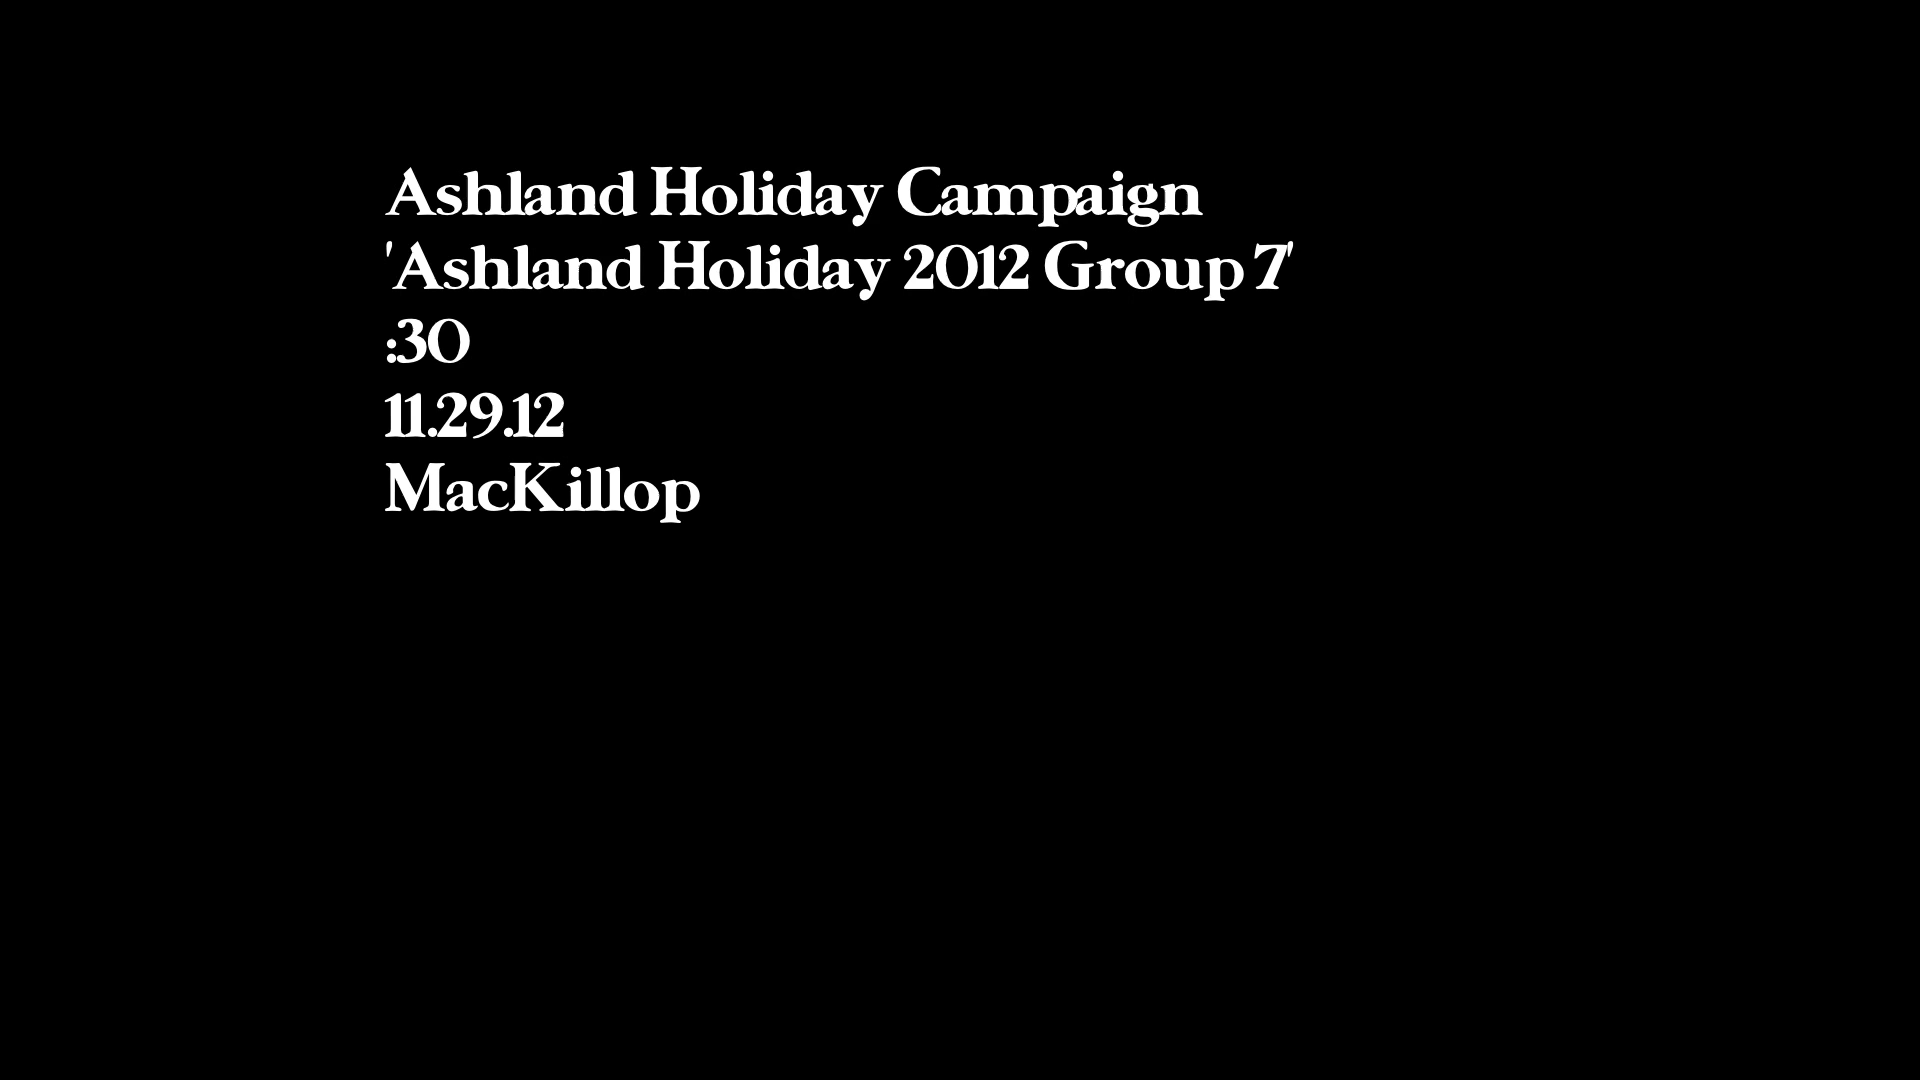 Ashland Holiday Campaign
'Ashland Holiday 2012 Group 7'
:30
11.29.12
MacKillop